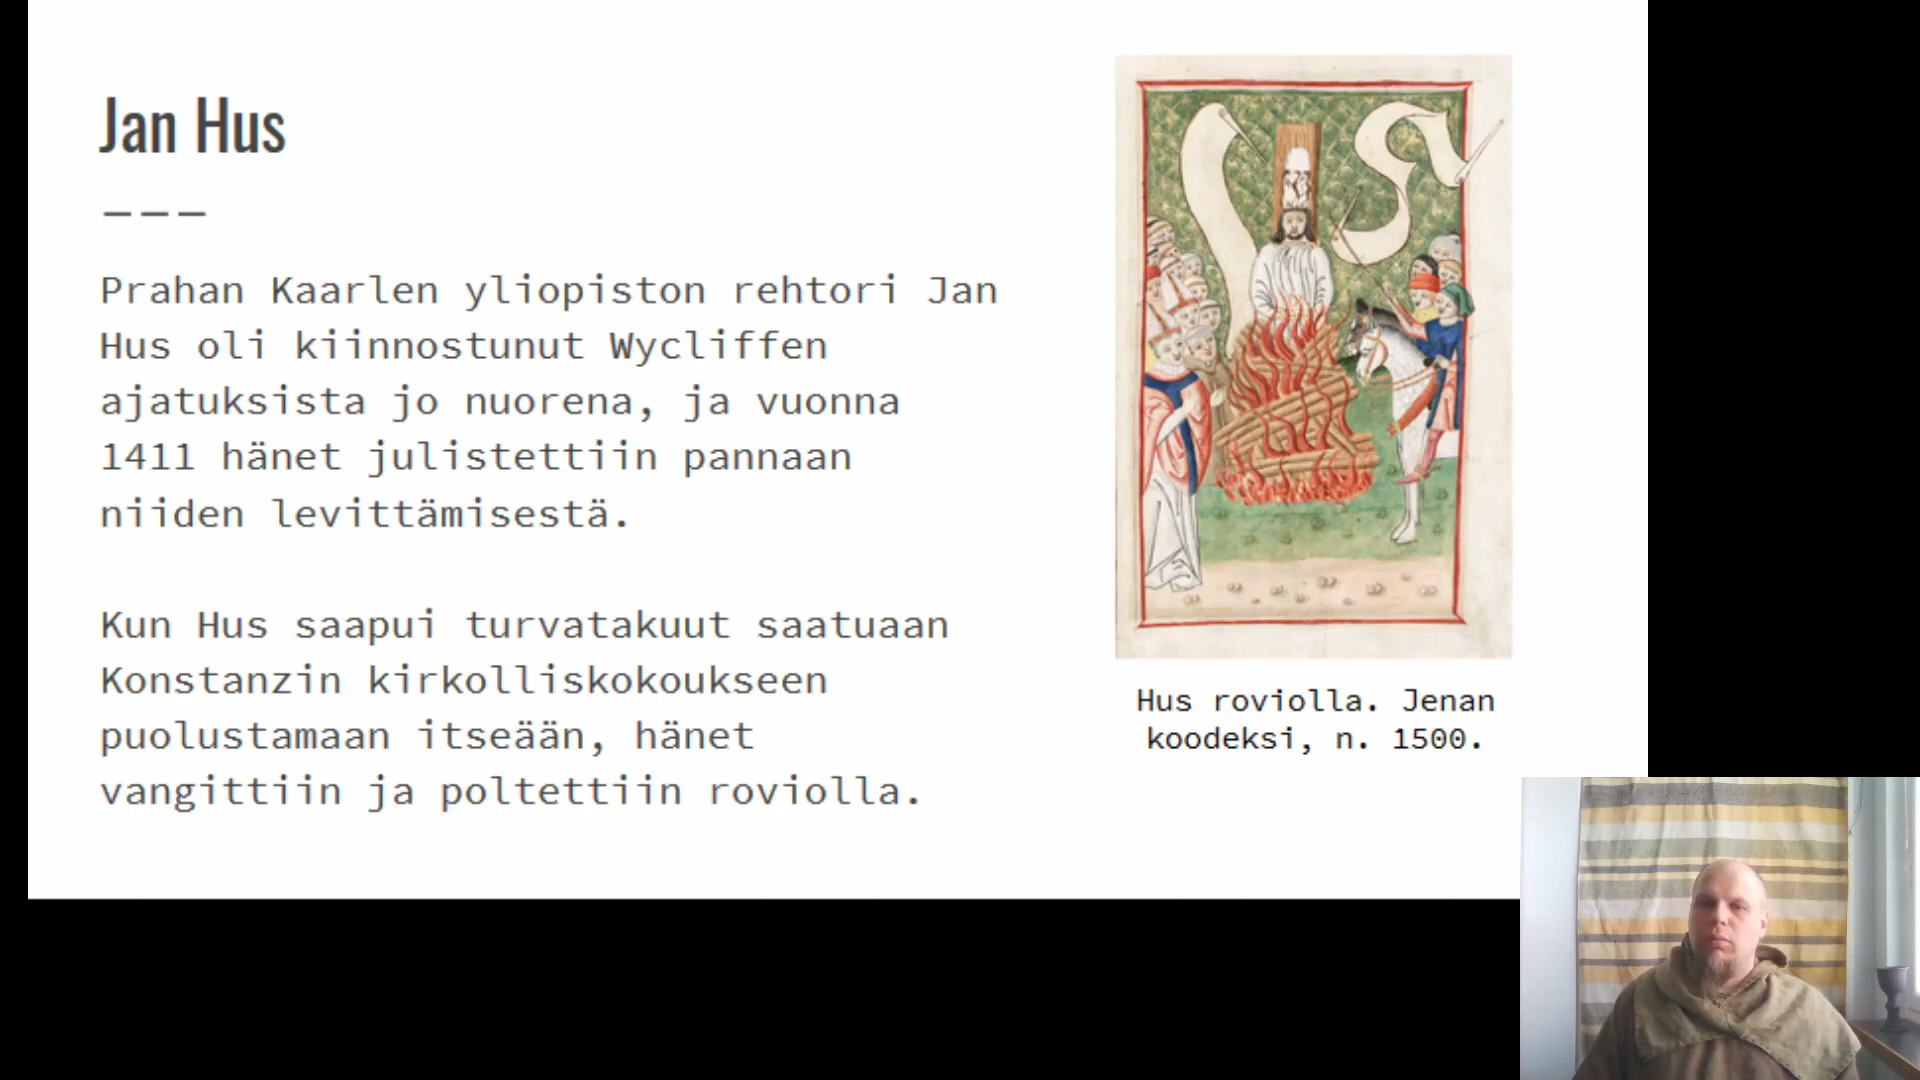 Jan Hus
Prahan Kaarlen yliopiston rehtori Jan
Hus oli kiinnostunut Wycliffen
ajatuksista jo nuorena, ja vuonna
1411 hänet julistettiin pannaan
niiden levittämisestä.
Kun Hus saapui turvatakuut saatuaan
Konstanzin kirkolliskokoukseen
puolustamaan itseään, hänet
vangittiin ja poltettiin roviolla.
Hus roviolla. Jenan
koodeksi, n. 1500.